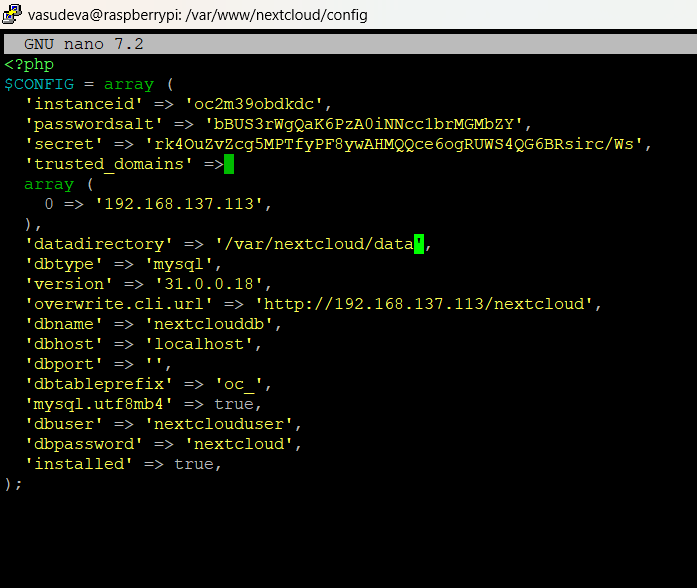 vasudeva@raspberrypi: /var/www/nextcloud/config
GNU nano 7.2
<?php
$CONFIG = array (
  'instanceid' => 'oc2m39obdkdc',
  'passwordsalt' => 'bBUS3rWgQaK6PzA0iNNcc1brMGMbZY',
  'secret' => 'rk4OuZvZcg5MPTfyPF8ywAHMQQce6ogRUWS4QG6BRsirc/Ws',
  'trusted_domains' =>
  array (
    0 => '192.168.137.113',
  ),
  'datadirectory' => '/var/nextcloud/data',
  'dbtype' => 'mysql',
  'version' => '31.0.0.18',
  'overwrite.cli.url' => 'http://192.168.137.113/nextcloud',
  'dbname' => 'nextclouddb',
  'dbhost' => 'localhost',
  'dbport' => '',
  'dbtableprefix' => 'oc_',
  'mysql.utf8mb4' => true,
  'dbuser' => 'nextclouduser',
  'dbpassword' => 'nextcloud',
  'installed' => true,
);